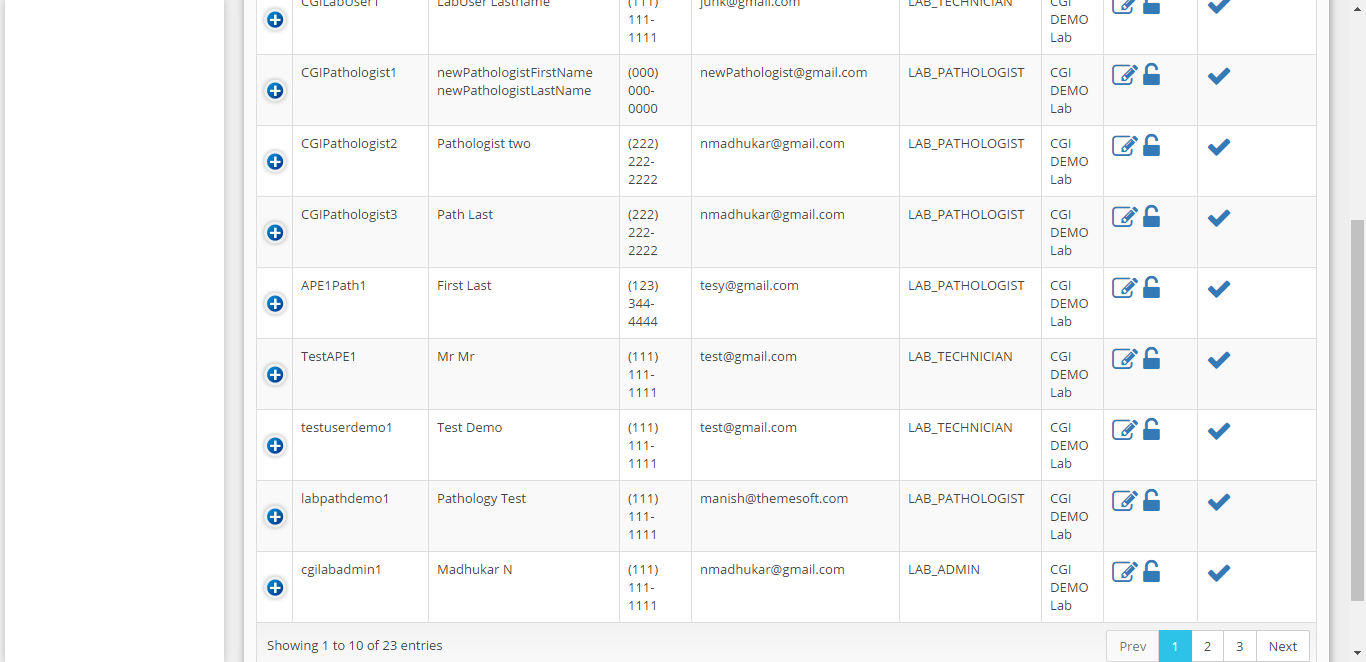 CGILabUser1 LabUser Lastname (111) junk@gmail.com LAB_TECHNICIAN CGI
111- DEMO
1111 Lab
CGIPathologist1 newPathologistFirstName (000) newPathologist@gmail.com LAB_PATHOLOGIST CGI
newPathologistLastName 000- DEMO
0000 Lab
CGIPathologist2 Pathologist two (222) nmadhukar@gmail.com LAB_PATHOLOGIST CGI
222- DEMO
2222 Lab
CGIPathologist3 Path Last (222) nmadhukar@gmail.com LAB_PATHOLOGIST CGI
222- DEMO
2222 Lab
APE1Path1 First Last (123) tesy@gmail.com LAB_PATHOLOGIST CGI
344- DEMO
4444 Lab
TestAPE1 Mr Mr (111) test@gmail.com LAB_TECHNICIAN CGI
111- DEMO
1111 Lab
testuserdemo1 Test Demo (111) test@gmail.com LAB_TECHNICIAN CGI
111- DEMO
1111 Lab
labpathdemo1 Pathology Test (111) manish@themesoft.com LAB_PATHOLOGIST CGI
111- DEMO
1111 Lab
cgilabadmin1 Madhukar N (111) nmadhukar@gmail.com LAB_ADMIN CGI
111- DEMO
1111 Lab
Showing 1 to 10 of 23 entries Prev 1 2 3 Next